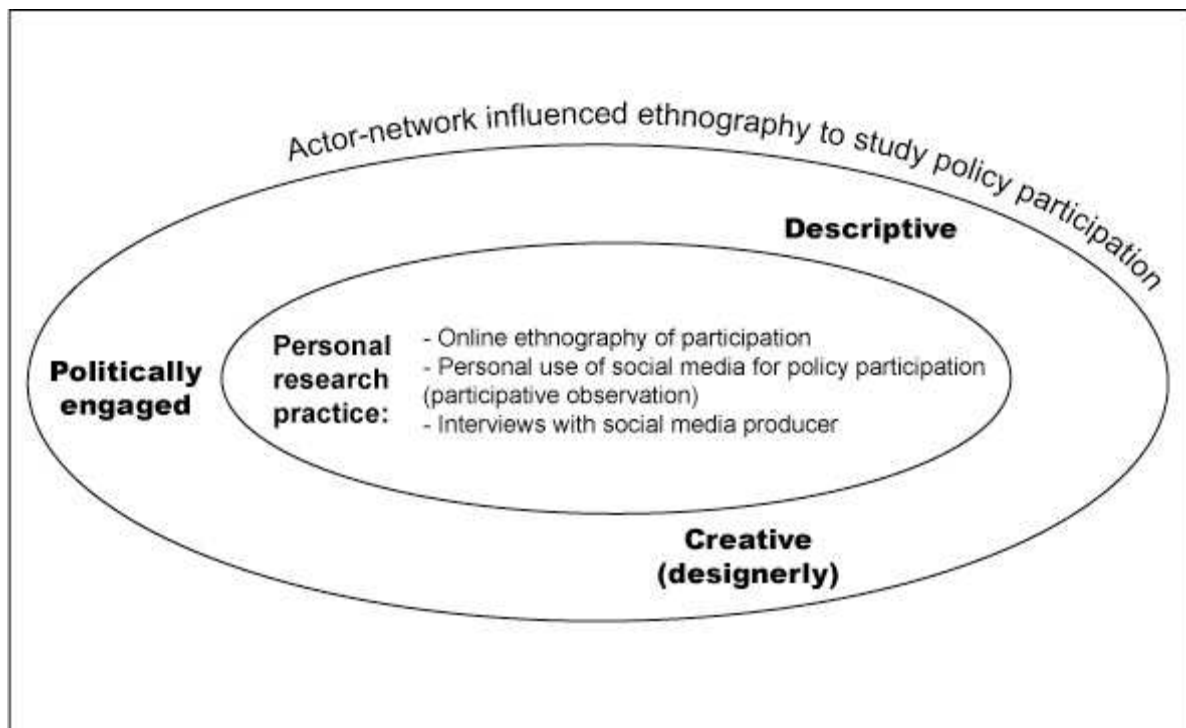 Actor-network influenced ethnography to study policy participation
Descriptive
Politically
engaged
Personal
research
practice:
- Online ethnography of participation
- Personal use of social media for policy participation
(participative observation)
- Interviews with social media producer
Creative
(designerly)